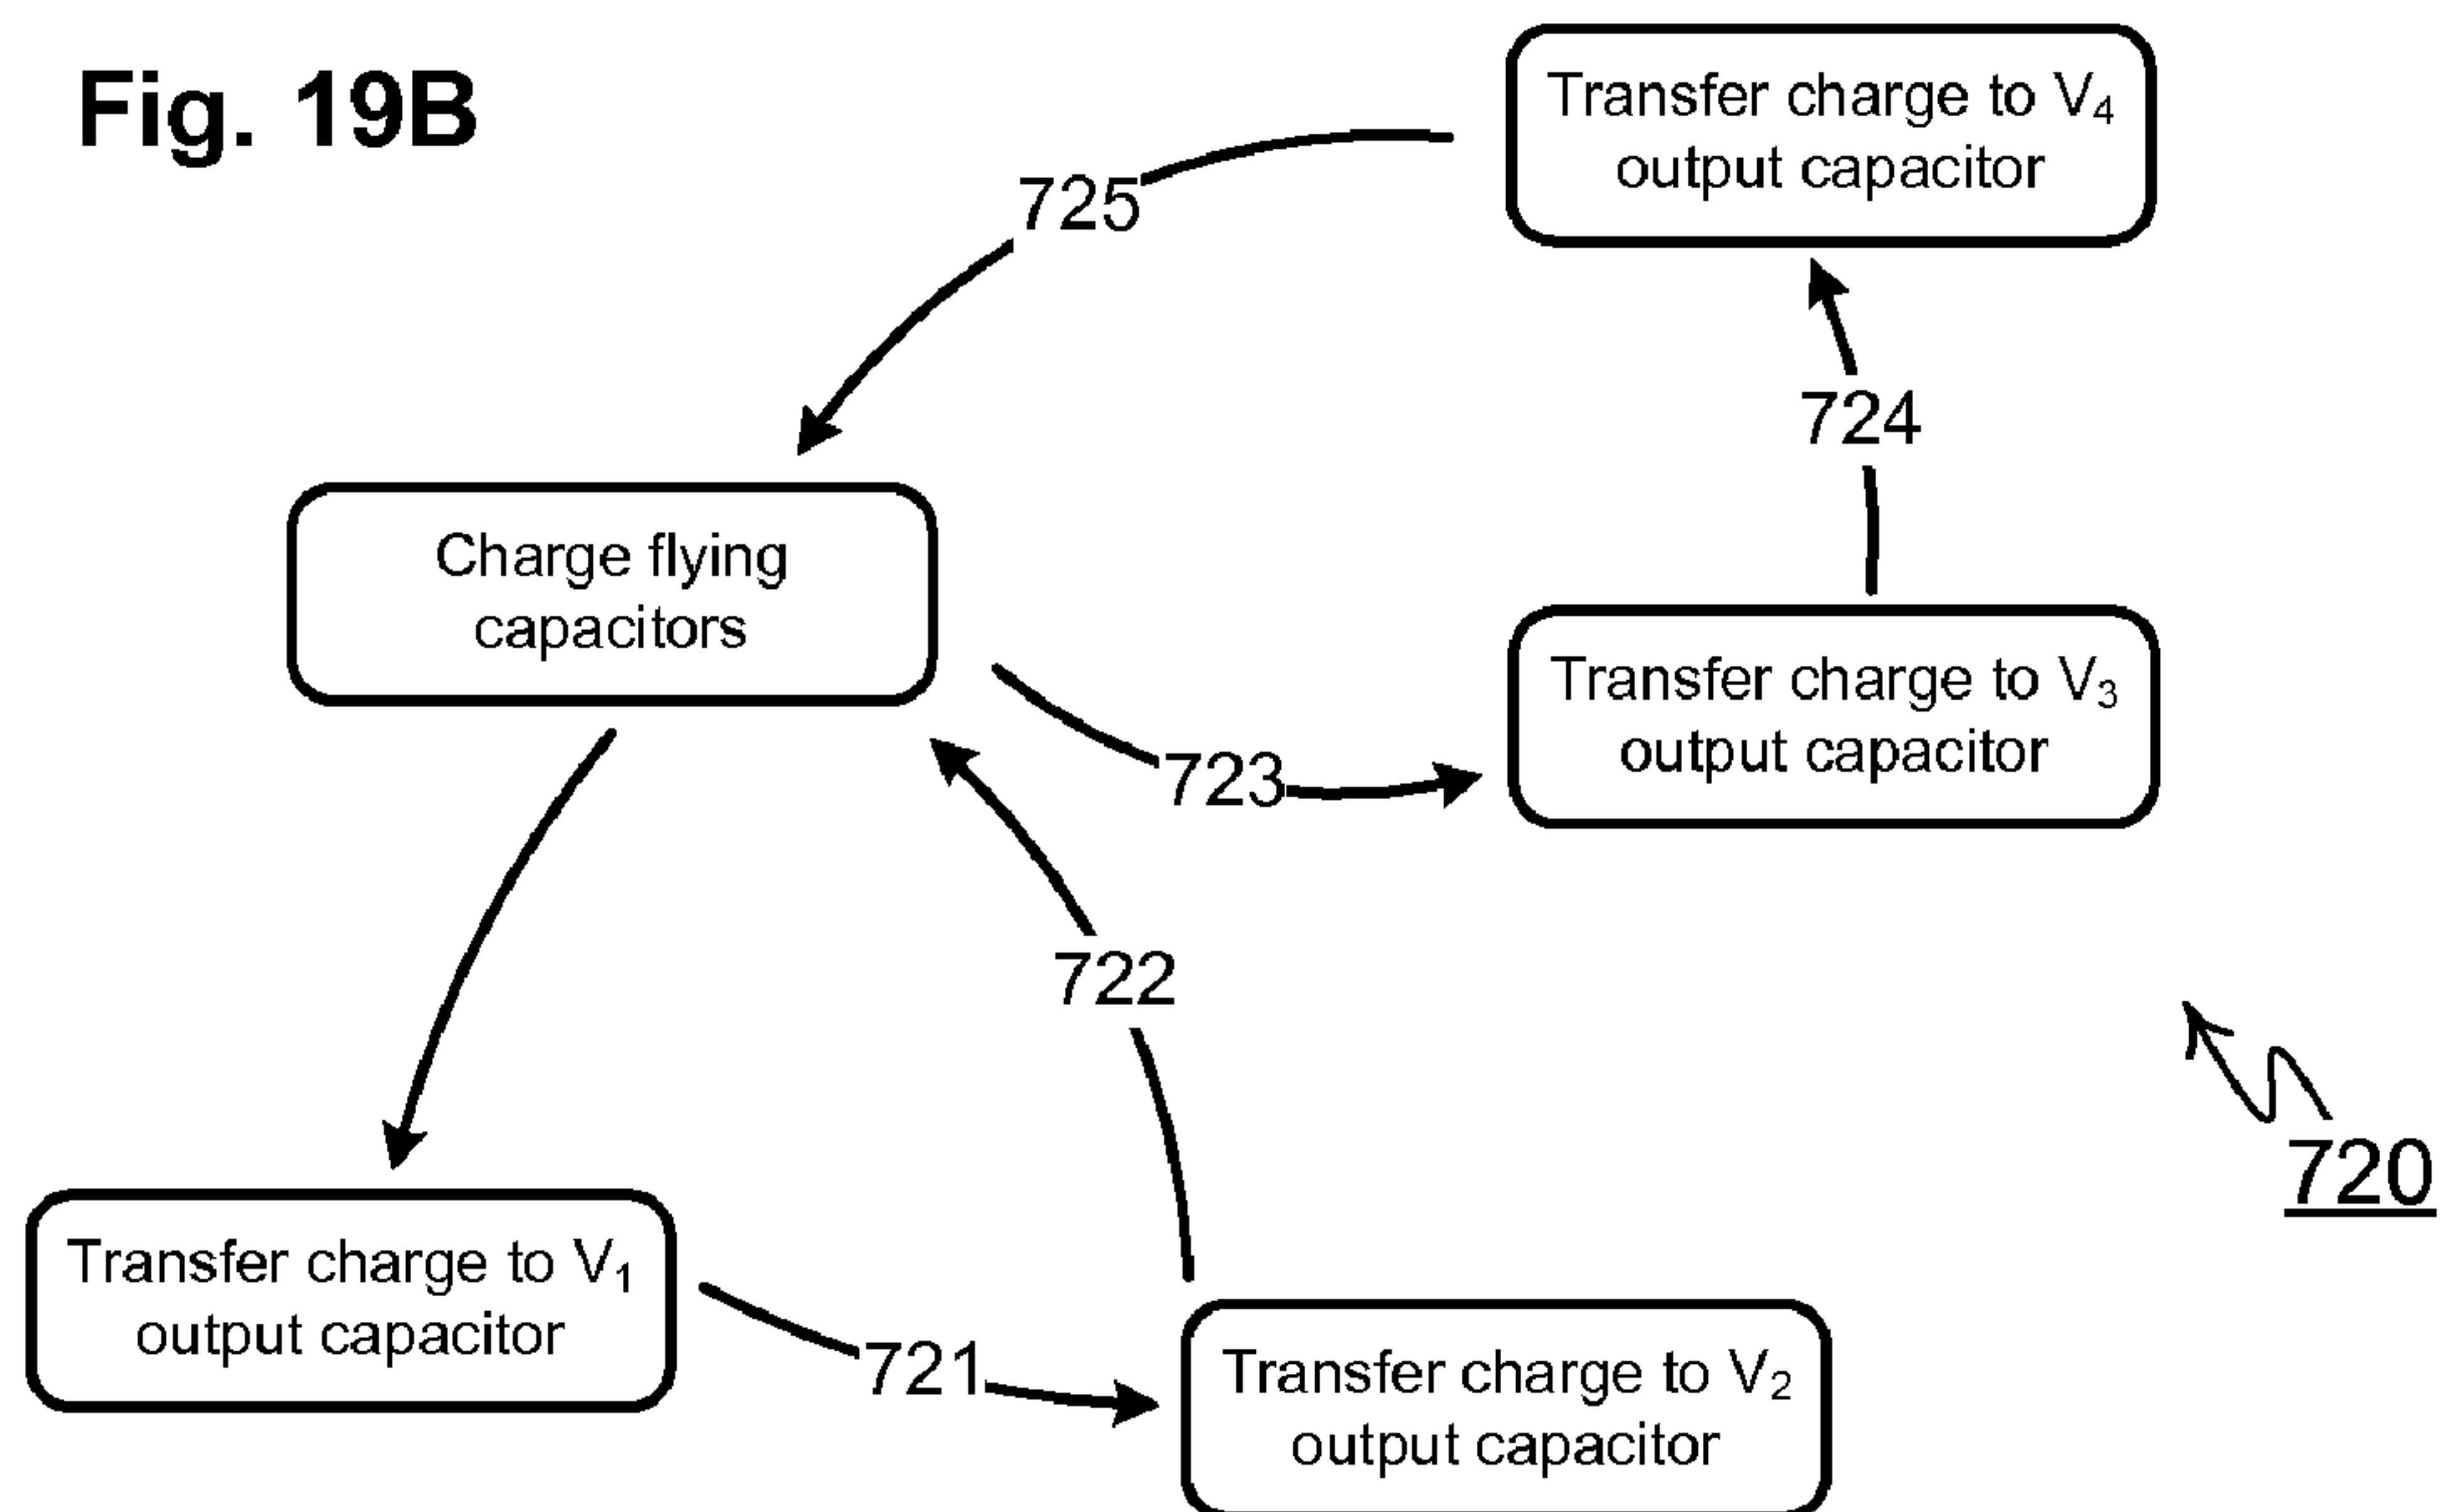 Fig. 19B
Transfer charge to V₄
output capacitor
725
724
Charge flying
capacitors
Transfer charge to V₃
output capacitor
723
722
720
Transfer charge to V₁
output capacitor
721
Transfer charge to V₂
output capacitor